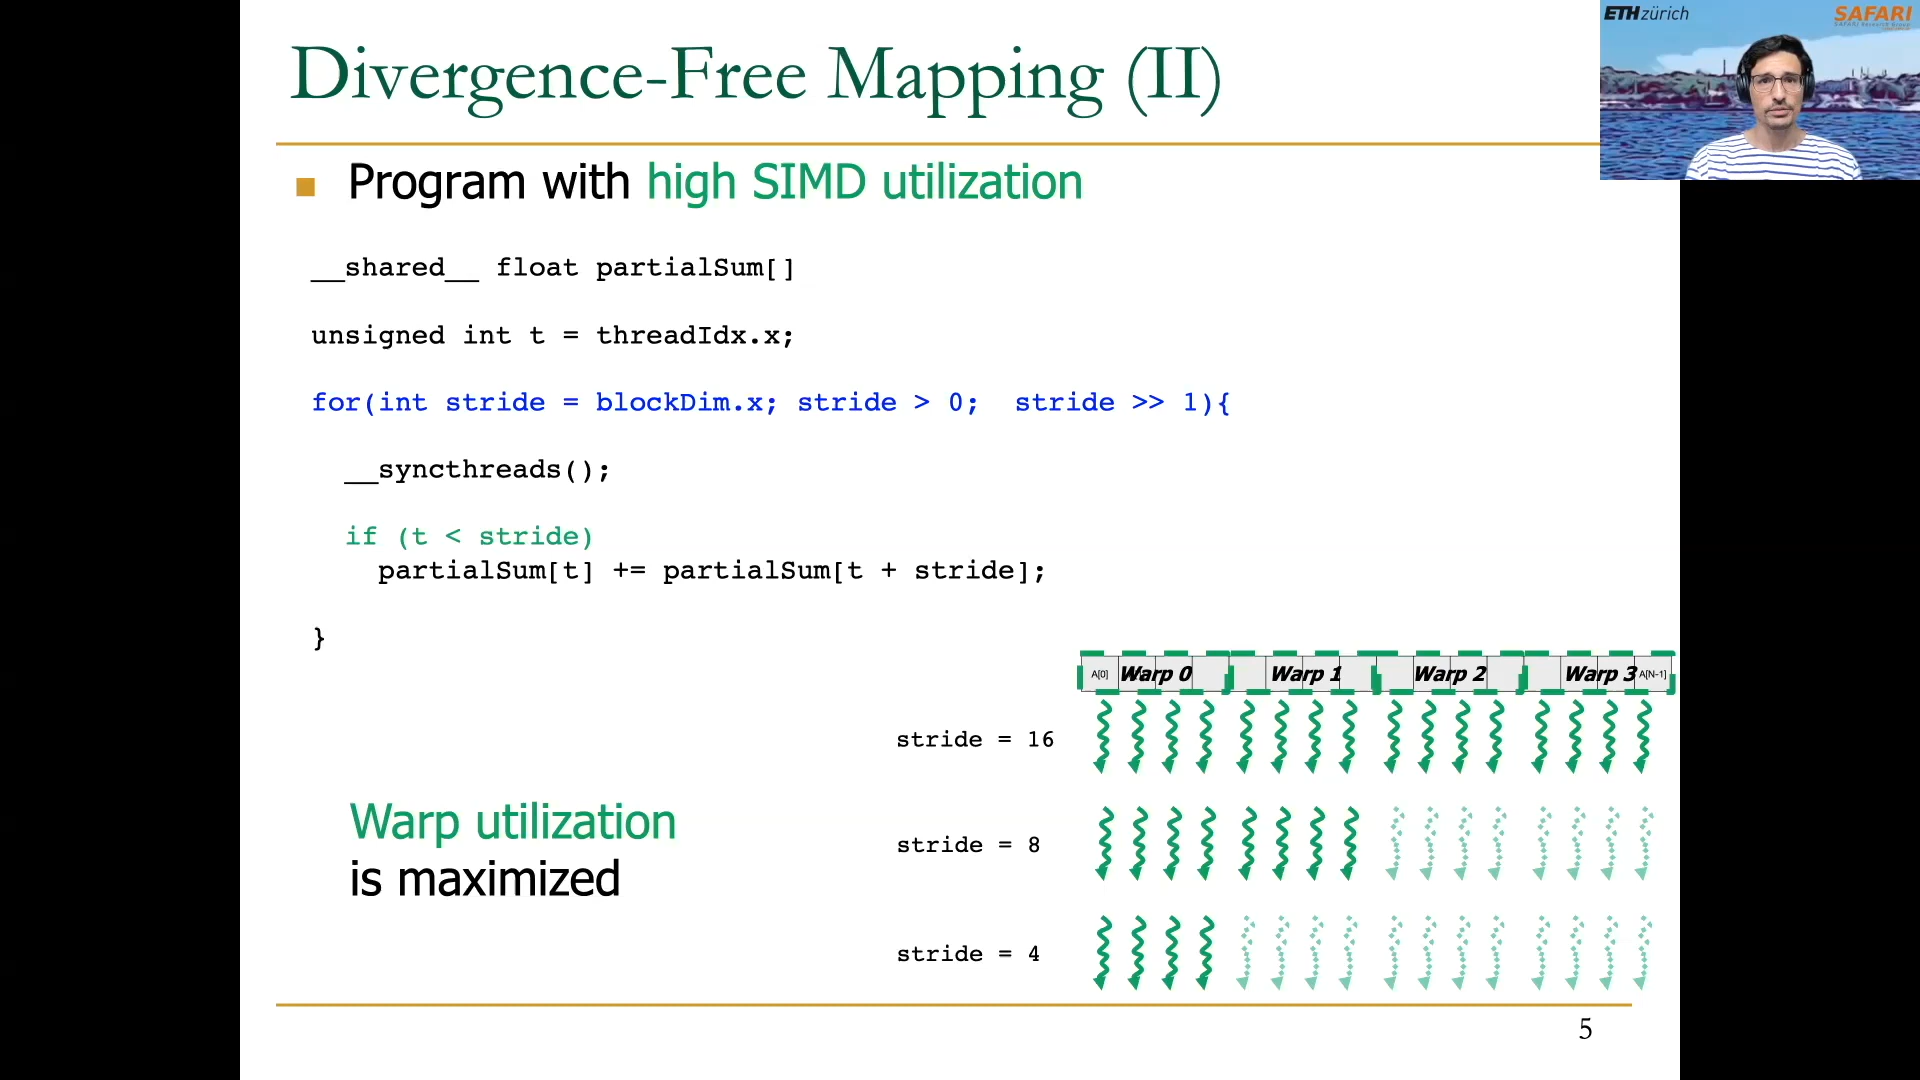 Divergence-Free Mapping (II)
ETH zürich
SAFARI
Program with high SIMD utilization
__shared__ float partialSum[]
unsigned int t = threadIdx.x;
for(int stride = blockDim.x; stride > 0;  stride >> 1){
__syncthreads();
if (t < stride)
partialSum[t] += partialSum[t + stride];
}
A[0] Warp 0 Warp 1 Warp 2 Warp 3 A[N-1]
stride = 16
Warp utilization
is maximized
stride = 8
stride = 4
5